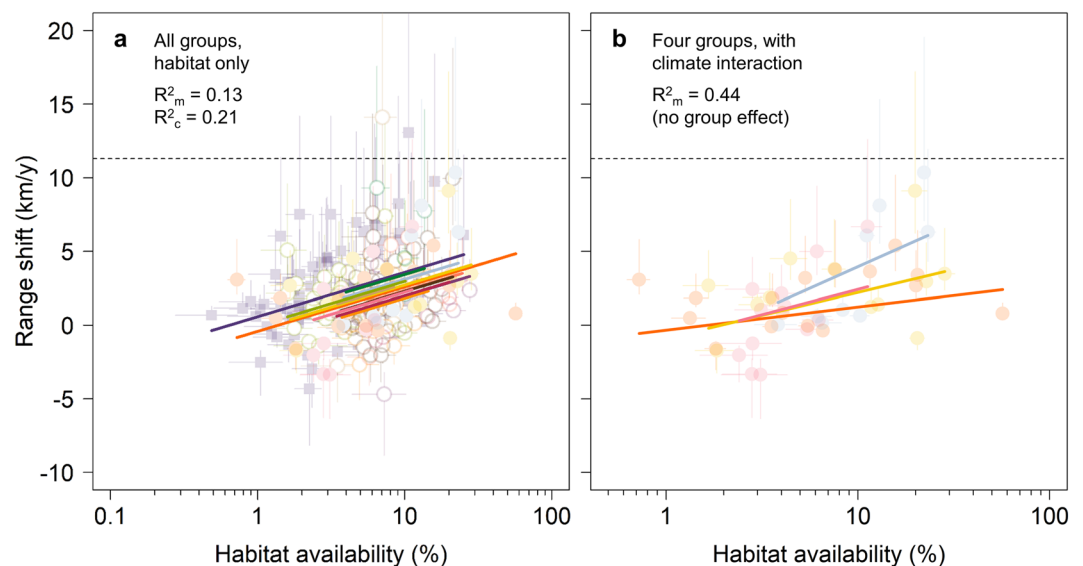 a All groups,
habitat only
R²m = 0.13
R²c = 0.21
b Four groups, with
climate interaction
R²m = 0.44
(no group effect)
Range shift (km/y)
20
15
10
5
0
-5
-10
0.1 1 10 100
1 10 100
Habitat availability (%)
Habitat availability (%)